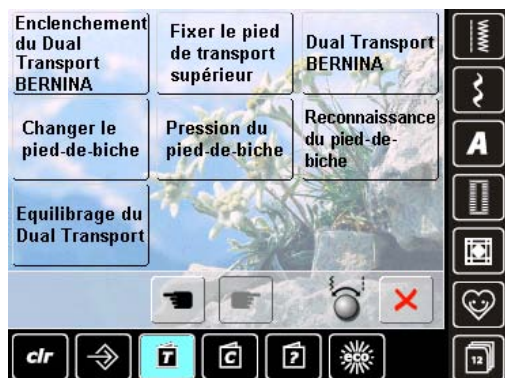 Enclenchement
du Dual
Transport
BERNINA
Fixer le pied
de transport
supérieur
Dual Transport
BERNINA
Changer le
pied-de-biche
Pression du
pied-de-biche
Reconnaissance
du pied-de-
biche
Equilibrage du
Dual Transport
A
clr
T
C
?
eco
12